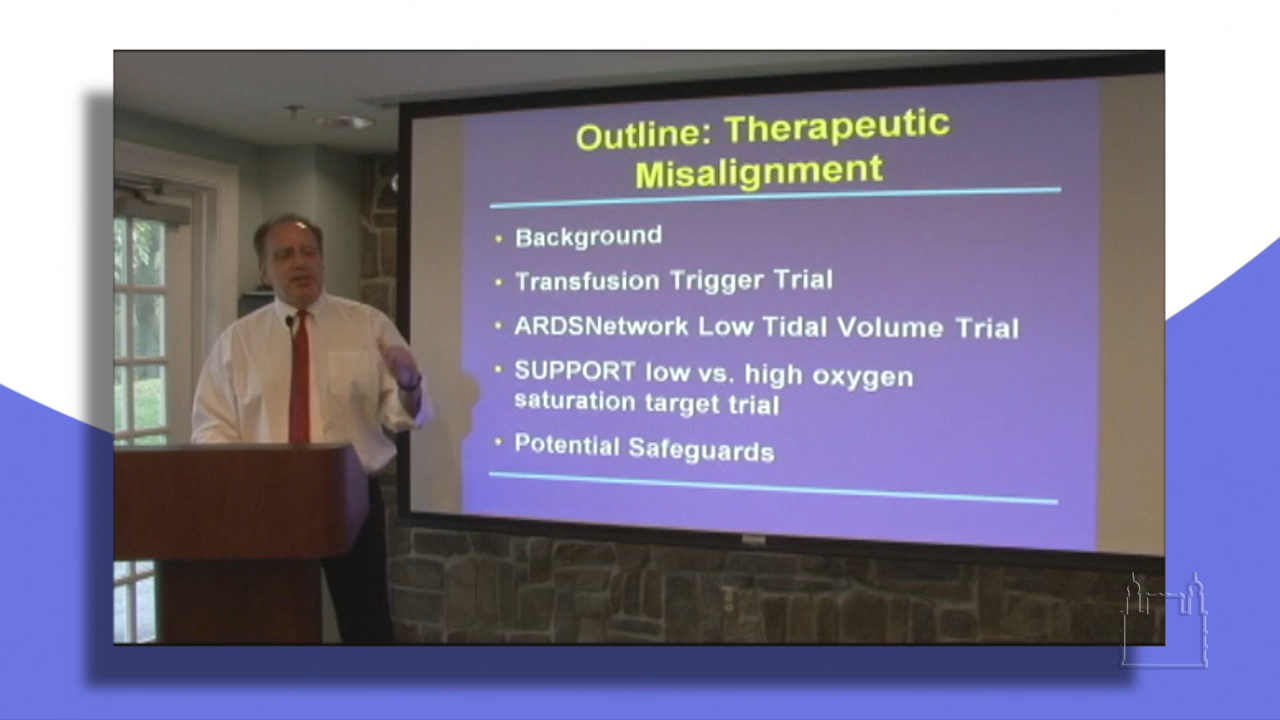 Outline: Therapeutic
Misalignment
• Background
• Transfusion Trigger Trial
• ARDSNetwork Low Tidal Volume Trial
• SUPPORT low vs. high oxygen
saturation target trial
• Potential Safeguards